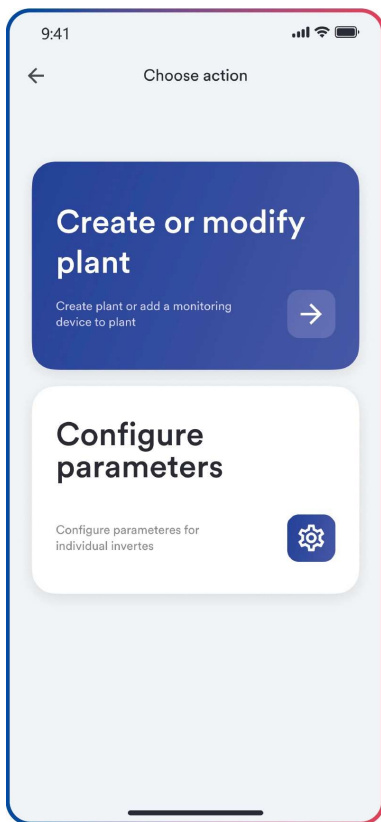 9:41
Choose action
Create or modify
plant
Create plant or add a monitoring
device to plant
Configure
parameters
Configure parameteres for
individual invertes